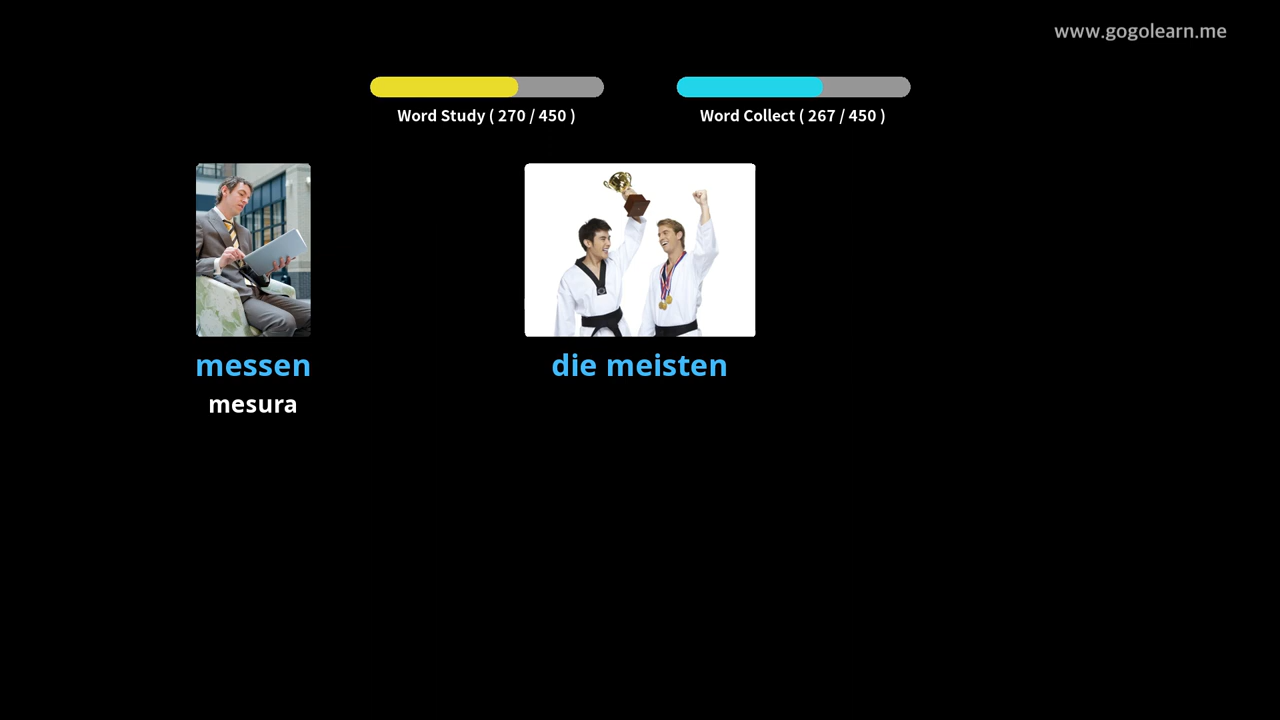 www.gogolearn.me
Word Study ( 270 / 450 )
Word Collect ( 267 / 450 )
messen
mesura
die meisten